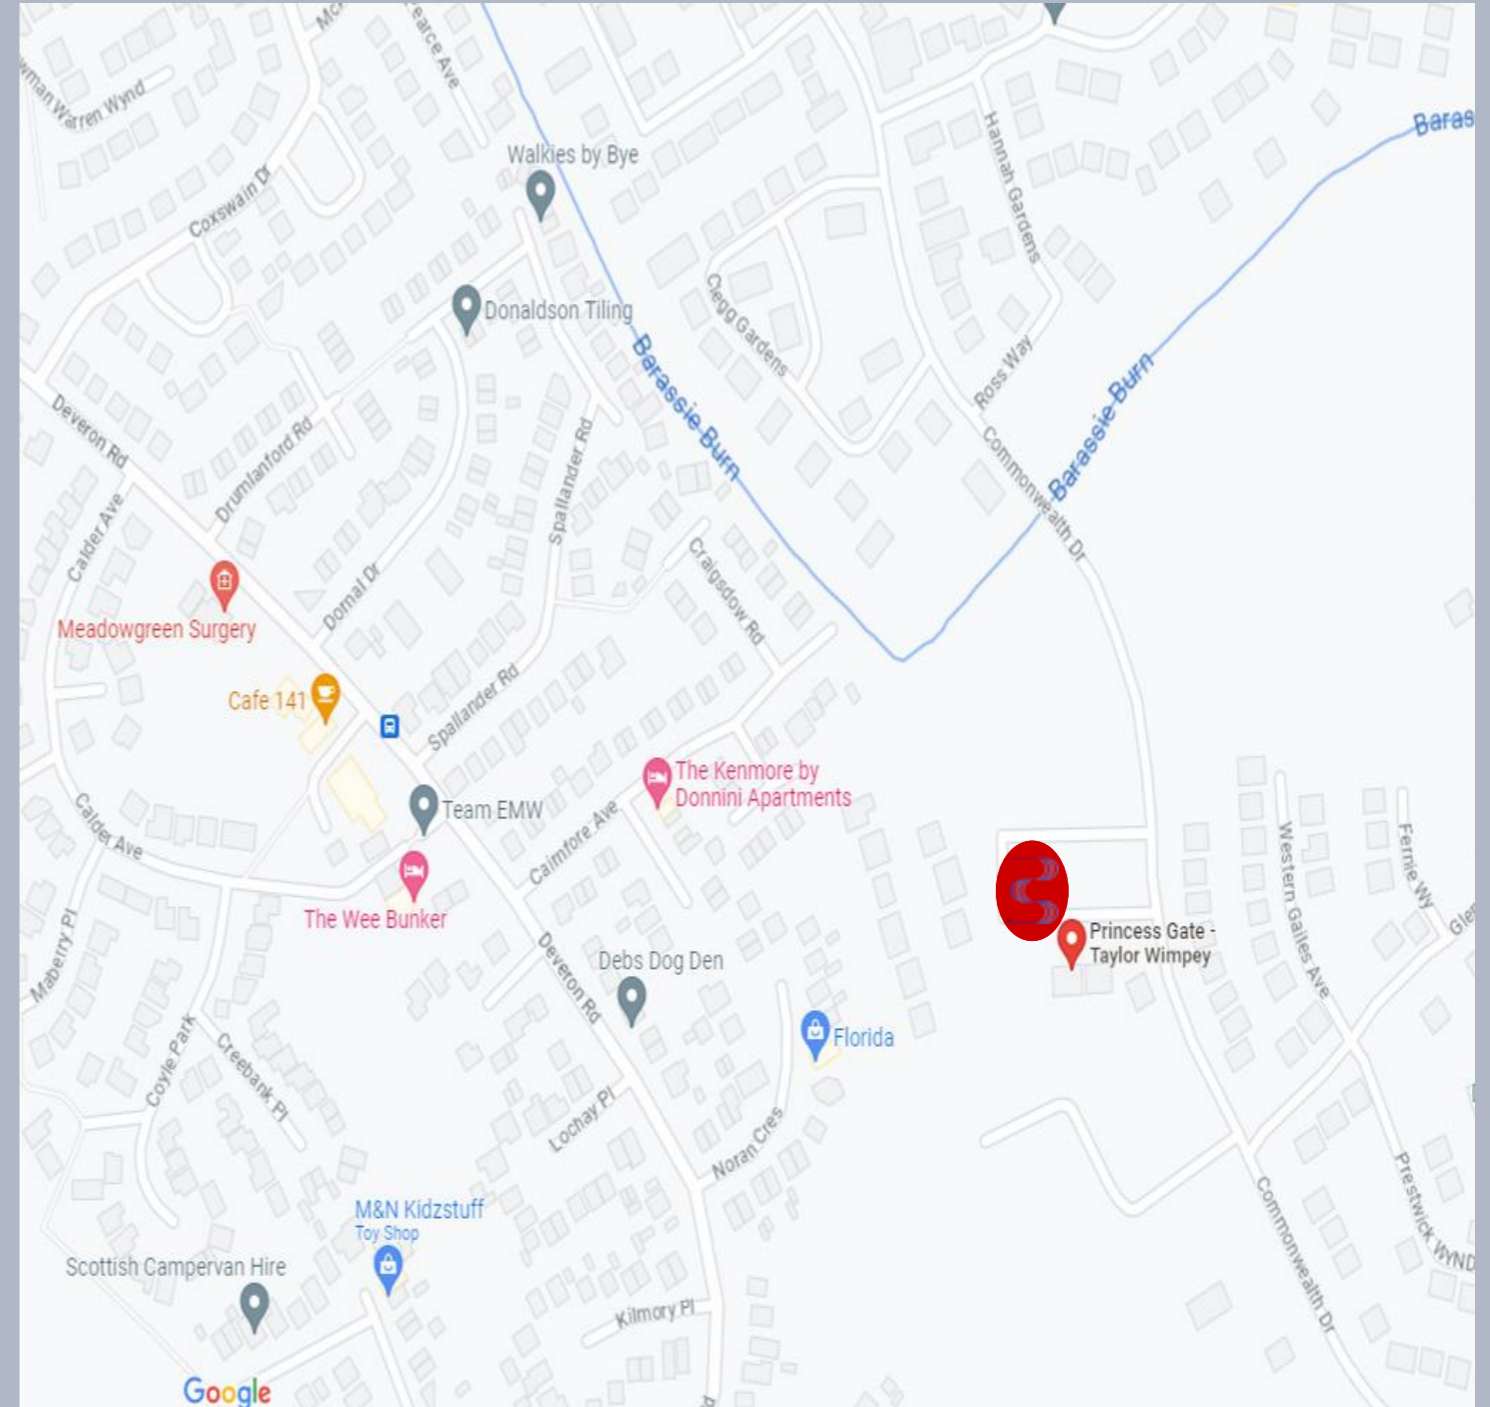 Pearce Ave
Warren Wynd
Baras
Walkies by Bye
Hannah Gardens
Coxswain Dr
Donaldson Tiling
Clegg Gardens
Barassie Burn
Ross Way
Barassie Burn
Deveron Rd
Drumlanford Rd
Spallander Rd
Commonwealth Dr
Calder Ave
Craigsdow Rd
Dornal Dr
Meadowgreen Surgery
Cafe 141
Spallander Rd
The Kenmore by
Donnini Apartments
Team EMW
Calder Ave
Cairnfore Ave
Western Gailes Ave
Fernie Wy
The Wee Bunker
Maberry Pl
Deveron Rd
Debs Dog Den
Princess Gate -
Taylor Wimpey
Florida
Coyle Park
Creebank Pl
Lochay Pl
Noran Cres
Prestwick WYND
Commonwealth Dr
M&N Kidzstuff
Toy Shop
Scottish Campervan Hire
Kilmory Pl
Google